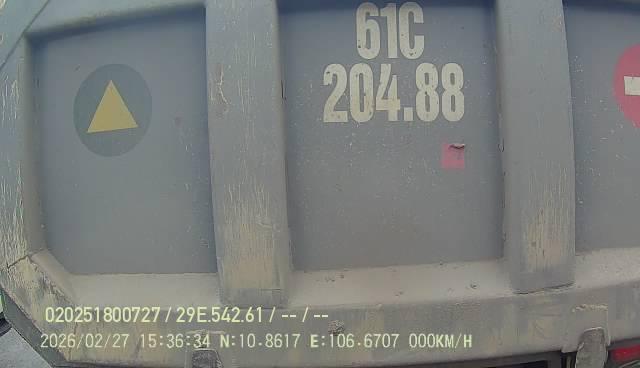 61C
204.88
020251800727 / 29E.542.61 / -- / --
2026/02/27 15:36:34 N:10.8617 E:106.6707 000KM/H